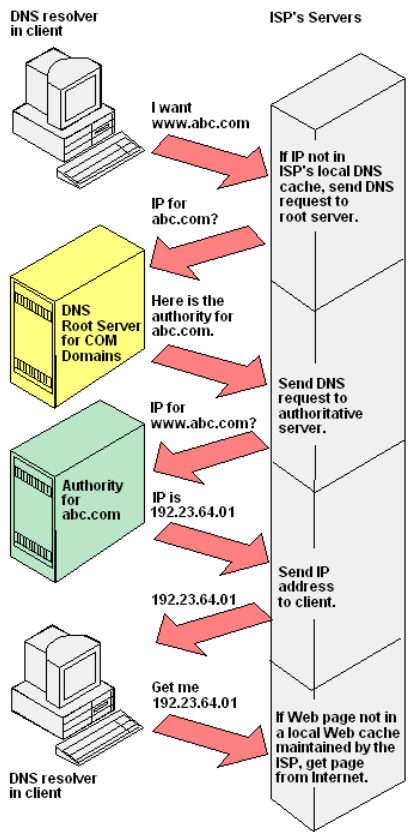 DNS resolver
in client
ISP's Servers
I want
www.abc.com
If IP not in
ISP's local DNS
cache, send DNS
request to
root server.
IP for
abc.com?
DNS
Root Server
for COM
Domains
Here is the
authority for
abc.com.
Send DNS
request to
authoritative
server.
IP for
www.abc.com?
Authority
for
abc.com
IP is
192.23.64.01
Send IP
address
to client.
192.23.64.01
Get me
192.23.64.01
If Web page not in
a local Web cache
maintained by the
ISP, get page
from Internet.
DNS resolver
in client